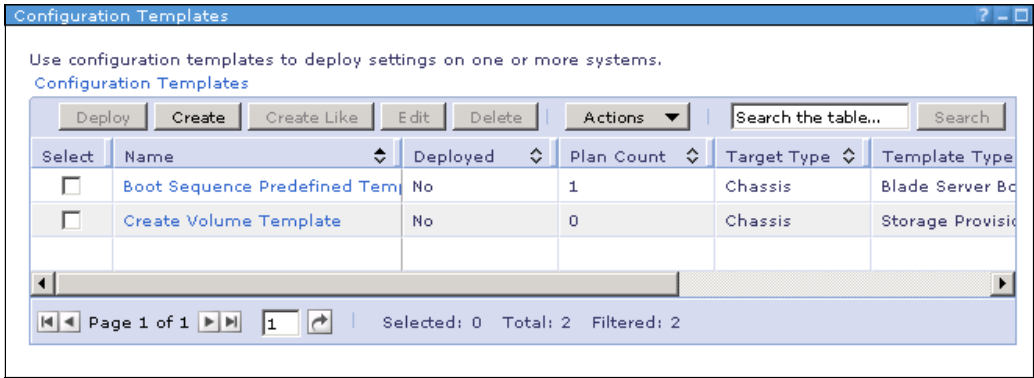 Configuration Templates
Use configuration templates to deploy settings on one or more systems.
Configuration Templates
Deploy Create Create Like Edit Delete Actions Search the table... Search
Select Name Deployed Plan Count Target Type Template Type
Boot Sequence Predefined Temp No 1 Chassis Blade Server Bo
Create Volume Template No 0 Chassis Storage Provisio
Page 1 of 1 1 Selected: 0 Total: 2 Filtered: 2